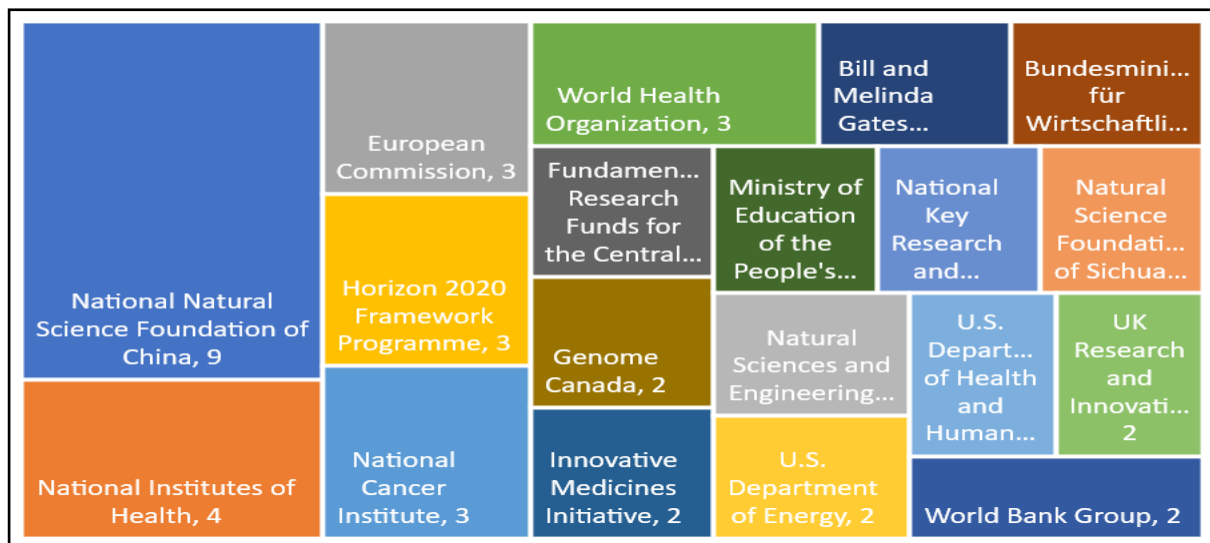 National Natural
Science Foundation of
China, 9
National Institutes of
Health, 4
European
Commission, 3
Horizon 2020
Framework
Programme, 3
National
Cancer
Institute, 3
World Health
Organization, 3
Bill and
Melinda
Gates...
Bundesmini...
für
Wirtschaftli...
Fundamen...
Research
Funds for
the Central...
Ministry of
Education
of the
People's...
National
Key
Research
and...
Natural
Science
Foundati...
of Sichua...
Genome
Canada, 2
Natural
Sciences and
Engineering...
U.S.
Depart...
of Health
and
Human...
UK
Research
and
Innovati...
2
Innovative
Medicines
Initiative, 2
U.S.
Department
of Energy, 2
World Bank Group, 2